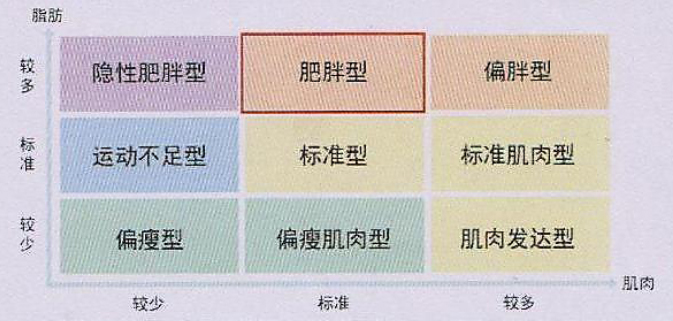 脂肪
较多
隐性肥胖型
肥胖型
偏胖型
标准
运动不足型
标准型
标准肌肉型
较少
偏瘦型
偏瘦肌肉型
肌肉发达型
肌肉
较少
标准
较多